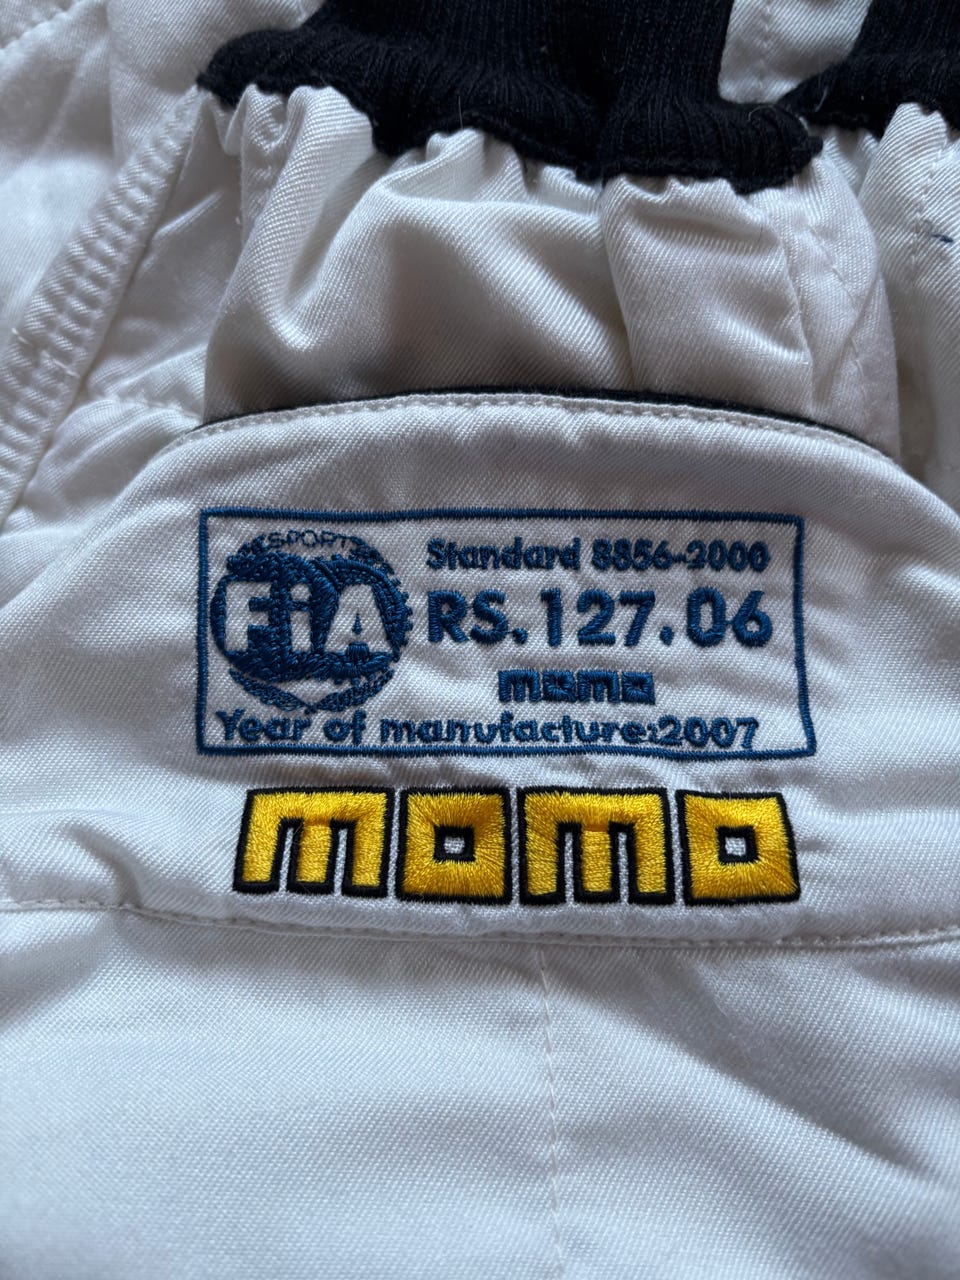 SPORT
FiA
Standard 8856-2000
RS.127.06
momo
Year of manufacture:2007
momo